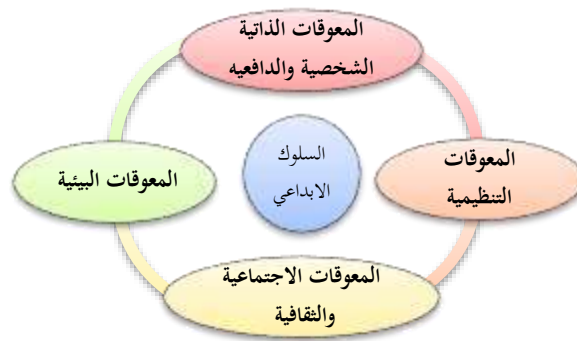 المعوقات الذاتية
الشخصية والدافعيه
المعوقات
التنظيمية
السلوك
الابداعي
المعوقات البيئية
المعوقات الاجتماعية
والثقافية